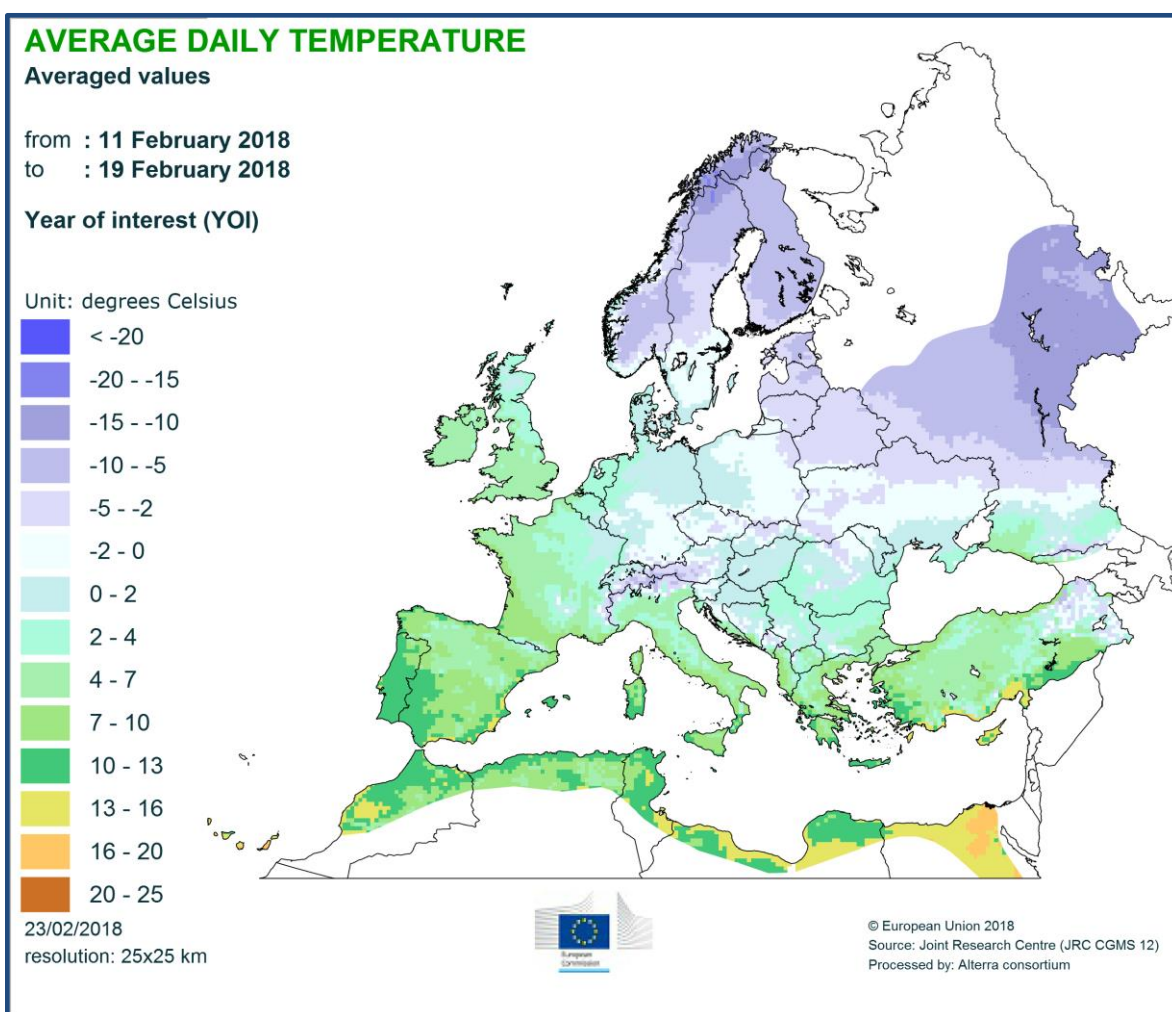 AVERAGE DAILY TEMPERATURE
Averaged values
from : 11 February 2018
to : 19 February 2018
Year of interest (YOI)
Unit: degrees Celsius
< -20
-20 - -15
-15 - -10
-10 - -5
-5 - -2
-2 - 0
0 - 2
2 - 4
4 - 7
7 - 10
10 - 13
13 - 16
16 - 20
20 - 25
23/02/2018
resolution: 25x25 km
European
Commission
© European Union 2018
Source: Joint Research Centre (JRC CGMS 12)
Processed by: Alterra consortium